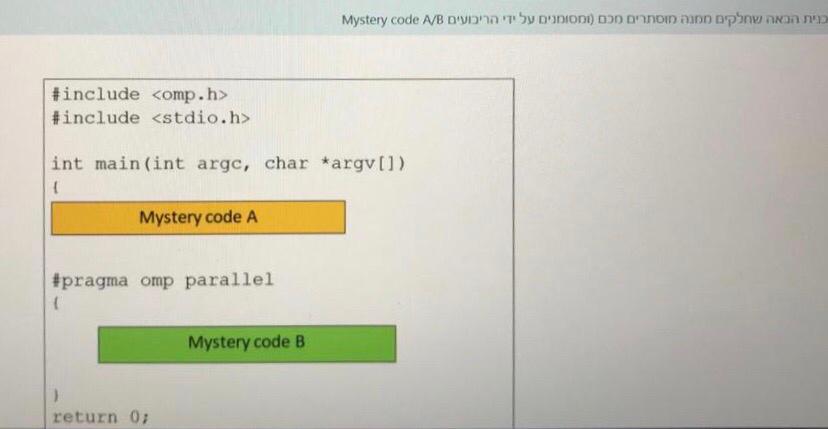 הבאה שחלקים ממנה מוסתרים מכם (ומסומנים על ידי הריבועים Mystery code A/B
#include <omp.h>
#include <stdio.h>
int main(int argc, char *argv[])
{
Mystery code A
#pragma omp parallel
{
Mystery code B
}
return 0;